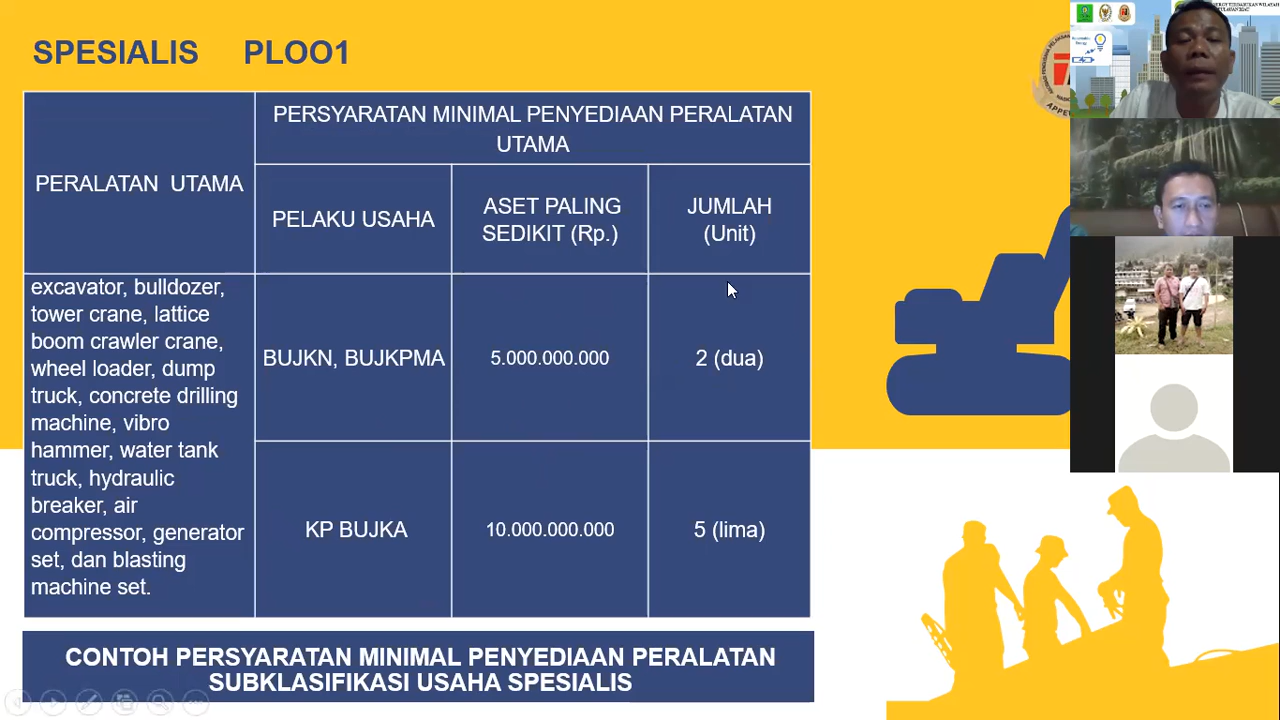 SPESIALIS PLOO1
PERALATAN UTAMA
PERSYARATAN MINIMAL PENYEDIAAN PERALATAN
UTAMA
PELAKU USAHA
ASET PALING
SEDIKIT (Rp.)
JUMLAH
(Unit)
excavator, bulldozer,
tower crane, lattice
boom crawler crane,
wheel loader, dump
truck, concrete drilling
machine, vibro
hammer, water tank
truck, hydraulic
breaker, air
compressor, generator
set, dan blasting
machine set.
BUJKN, BUJKPMA
5.000.000.000
2 (dua)
KP BUJKA
10.000.000.000
5 (lima)
CONTOH PERSYARATAN MINIMAL PENYEDIAAN PERALATAN
SUBKLASIFIKASI USAHA SPESIALIS